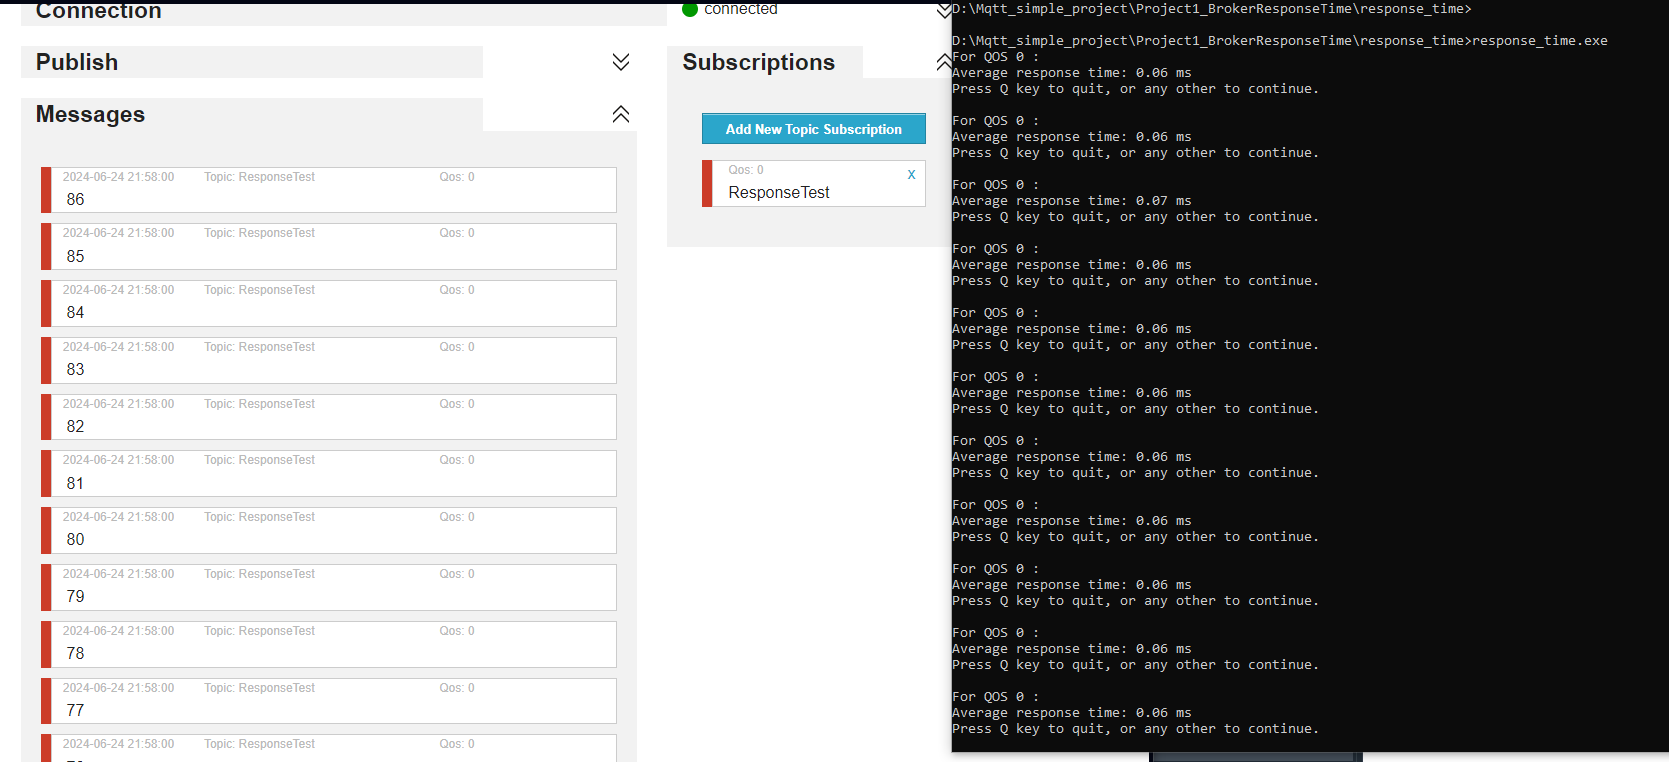 Connection
connected
Publish
Messages
2024-06-24 21:58:00 Topic: ResponseTest Qos: 0
86
2024-06-24 21:58:00 Topic: ResponseTest Qos: 0
85
2024-06-24 21:58:00 Topic: ResponseTest Qos: 0
84
2024-06-24 21:58:00 Topic: ResponseTest Qos: 0
83
2024-06-24 21:58:00 Topic: ResponseTest Qos: 0
82
2024-06-24 21:58:00 Topic: ResponseTest Qos: 0
81
2024-06-24 21:58:00 Topic: ResponseTest Qos: 0
80
2024-06-24 21:58:00 Topic: ResponseTest Qos: 0
79
2024-06-24 21:58:00 Topic: ResponseTest Qos: 0
78
2024-06-24 21:58:00 Topic: ResponseTest Qos: 0
77
2024-06-24 21:58:00 Topic: ResponseTest Qos: 0
Subscriptions
Add New Topic Subscription
Qos: 0
x
ResponseTest
D:\Mqtt_simple_project\Project1_BrokerResponseTime\response_time>
D:\Mqtt_simple_project\Project1_BrokerResponseTime\response_time>response_time.exe
For QOS 0 :
Average response time: 0.06 ms
Press Q key to quit, or any other to continue.
For QOS 0 :
Average response time: 0.06 ms
Press Q key to quit, or any other to continue.
For QOS 0 :
Average response time: 0.07 ms
Press Q key to quit, or any other to continue.
For QOS 0 :
Average response time: 0.06 ms
Press Q key to quit, or any other to continue.
For QOS 0 :
Average response time: 0.06 ms
Press Q key to quit, or any other to continue.
For QOS 0 :
Average response time: 0.06 ms
Press Q key to quit, or any other to continue.
For QOS 0 :
Average response time: 0.06 ms
Press Q key to quit, or any other to continue.
For QOS 0 :
Average response time: 0.06 ms
Press Q key to quit, or any other to continue.
For QOS 0 :
Average response time: 0.06 ms
Press Q key to quit, or any other to continue.
For QOS 0 :
Average response time: 0.06 ms
Press Q key to quit, or any other to continue.
For QOS 0 :
Average response time: 0.06 ms
Press Q key to quit, or any other to continue.